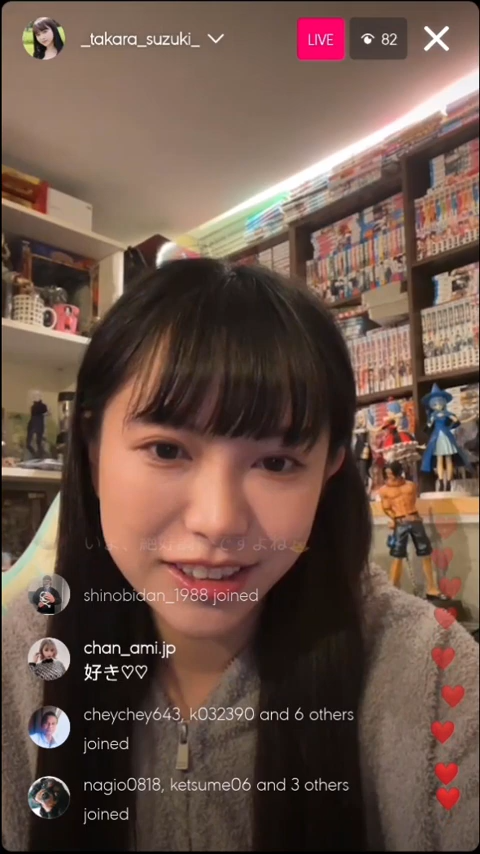 _takara_suzuki_
LIVE
82
shinobidan_1988 joined
chan_ami.jp
好き♡♡
cheychey643, k032390 and 6 others
joined
nagio0818, ketsume06 and 3 others
joined